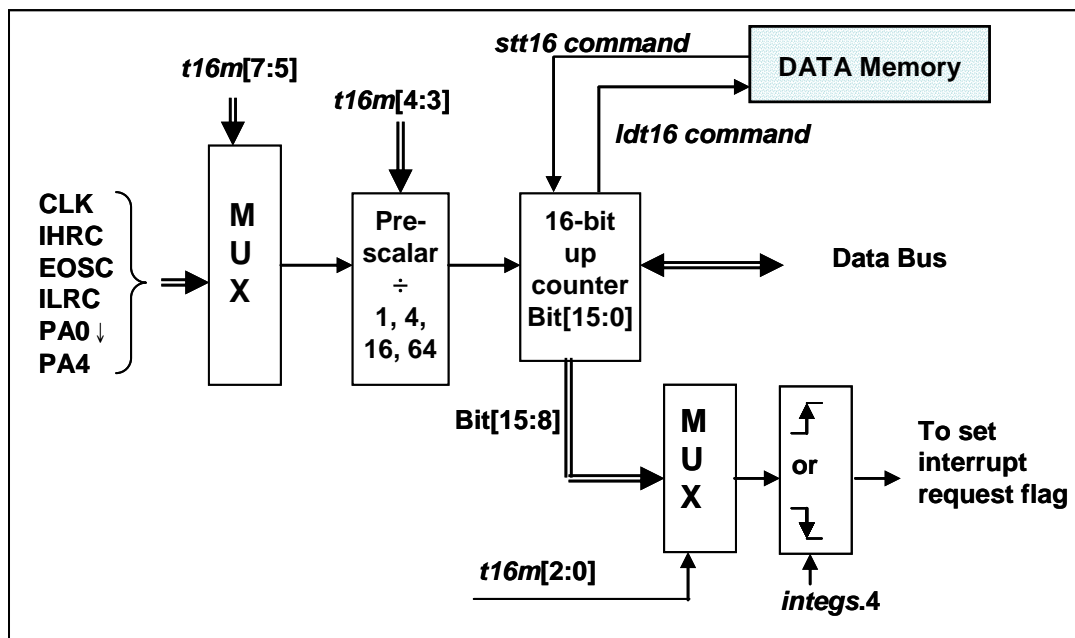 stt16 command
DATA Memory
t16m[7:5]
t16m[4:3]
ldt16 command
CLK
IHRC
EOSC
ILRC
PA0 ↓
PA4
M
U
X
Pre-
scalar
÷
1, 4,
16, 64
16-bit
up
counter
Bit[15:0]
Data Bus
Bit[15:8]
M
U
X
or
To set
interrupt
request flag
t16m[2:0]
integs.4